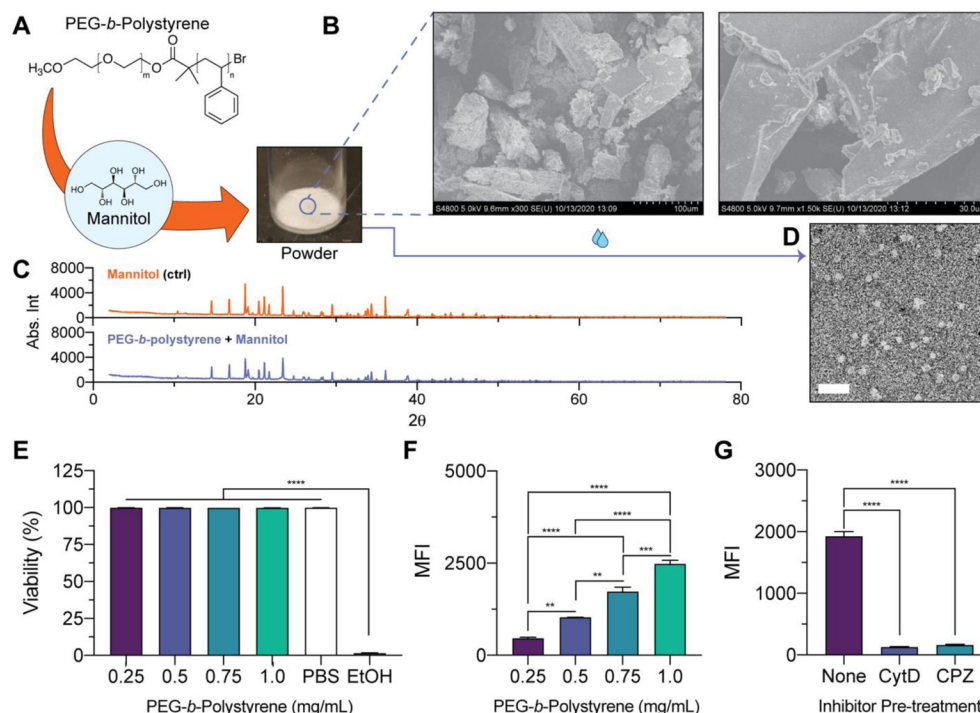 A
PEG-b-Polystyrene
H3CO
O
m
O
O
n
Br
OH OH
HO
OH
OH OH
Mannitol
Powder
B
S4800 5.0kV 9.6mm x300 SE(U) 10/13/2020 13:09
100um
S4800 5.0kV 9.7mm x1.50k SE(U) 10/13/2020 13:12
30.0u
C
Mannitol (ctrl)
PEG-b-polystyrene + Mannitol
Abs. Int
8000
4000
0
8000
4000
0
0 20 40 60 80
2θ
D
E
Viability (%)
125
100
75
50
25
0
****
0.25 0.5 0.75 1.0 PBS EtOH
PEG-b-Polystyrene (mg/mL)
F
MFI
5000
2500
0
****
****
****
***
**
**
0.25 0.5 0.75 1.0
PEG-b-Polystyrene (mg/mL)
G
MFI
3000
2000
1000
0
****
****
None CytD CPZ
Inhibitor Pre-treatment